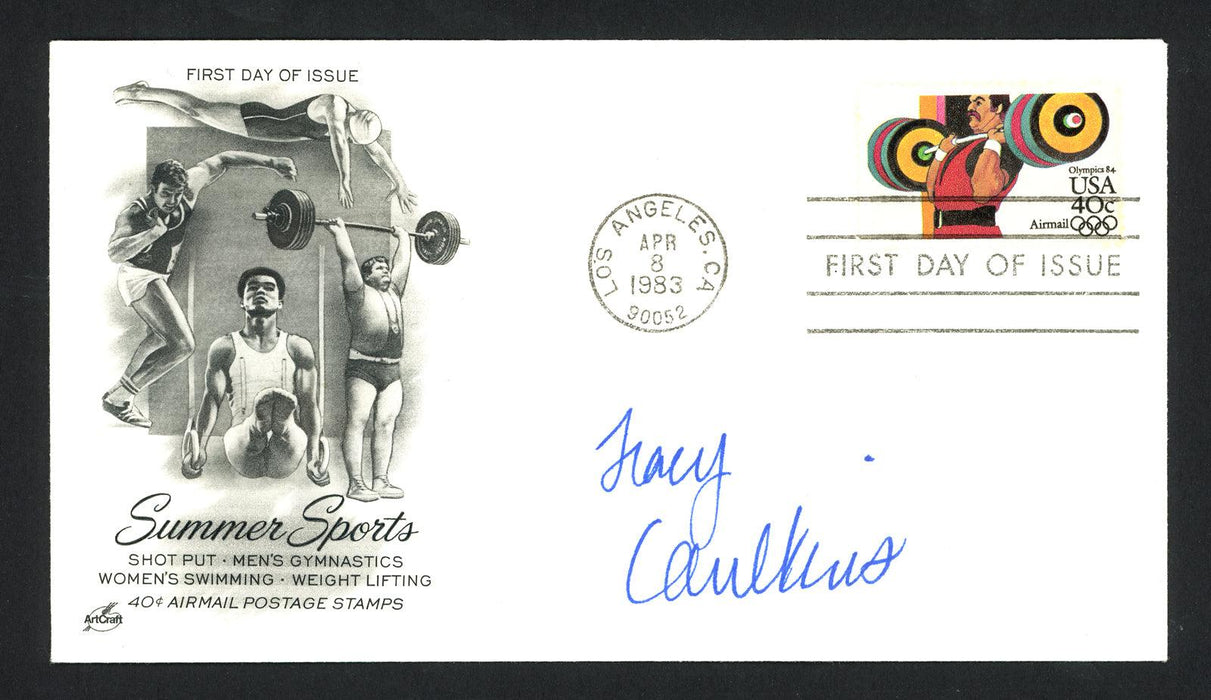 FIRST DAY OF ISSUE
Summer Sports
SHOT PUT · MEN'S GYMNASTICS
WOMEN'S SWIMMING · WEIGHT LIFTING
40¢ AIRMAIL POSTAGE STAMPS
ArtCraft
LOS ANGELES, CA
APR
8
1983
90052
Olympics 84
USA
40c
Airmail
FIRST DAY OF ISSUE
Tracy
Caulkins